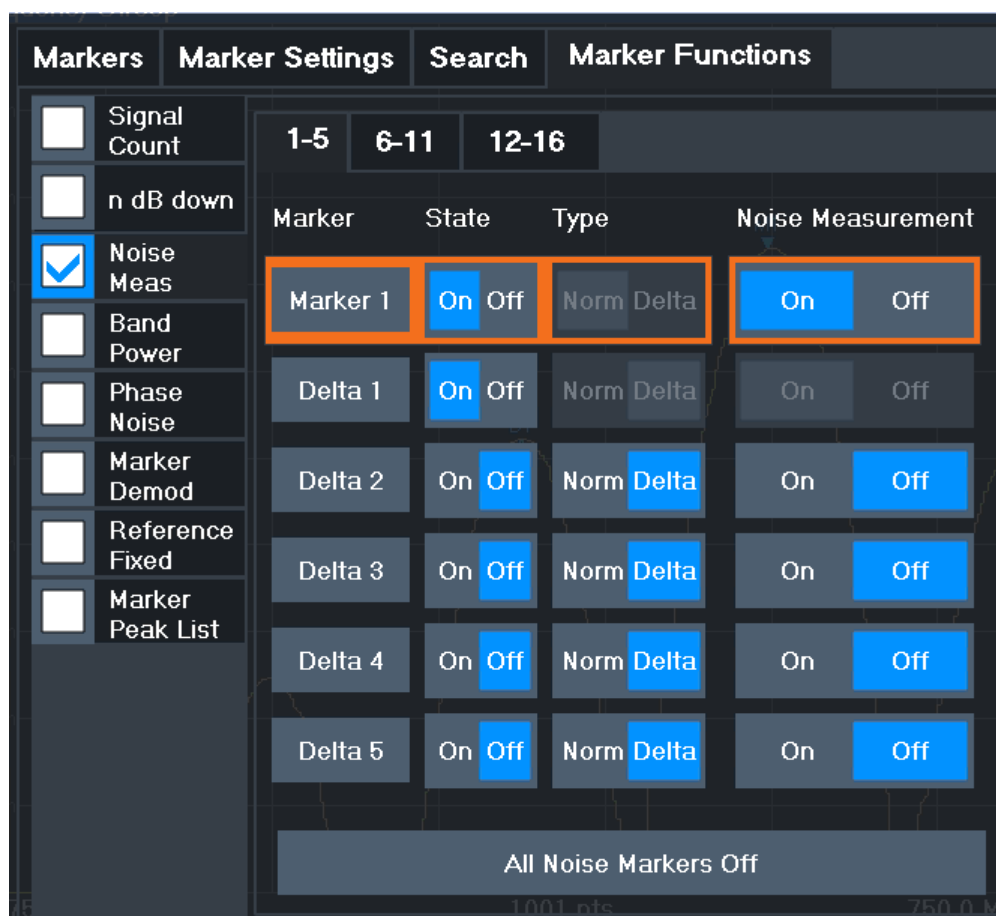 Markers Marker Settings Search Marker Functions
Signal
Count
n dB down
Noise
Meas
Band
Power
Phase
Noise
Marker
Demod
Reference
Fixed
Marker
Peak List
1-5 6-11 12-16
Marker State Type Noise Measurement
Marker 1 On Off Norm Delta On Off
Delta 1 On Off Norm Delta On Off
Delta 2 On Off Norm Delta On Off
Delta 3 On Off Norm Delta On Off
Delta 4 On Off Norm Delta On Off
Delta 5 On Off Norm Delta On Off
All Noise Markers Off
1001 pts 750.0 M